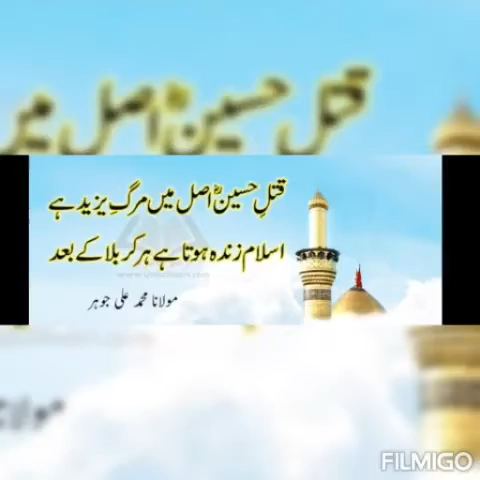 قتلِ حسینؓ اصل میں مرگِ یزید ہے
اسلام زندہ ہوتا ہے ہر کربلا کے بعد
مولانا محمد علی جوہر
FILMIGO